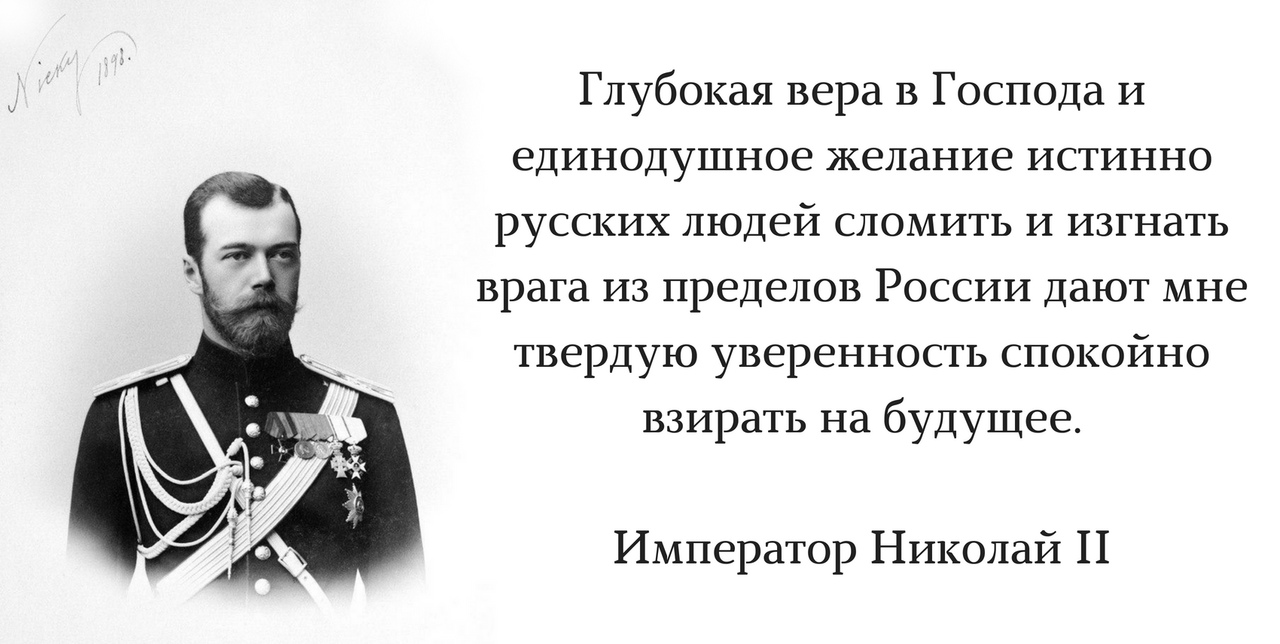 Nicky
1898.
Глубокая вера в Господа и
единодушное желание истинно
русских людей сломить и изгнать
врага из пределов России дают мне
твердую уверенность спокойно
взирать на будущее.
Император Николай II